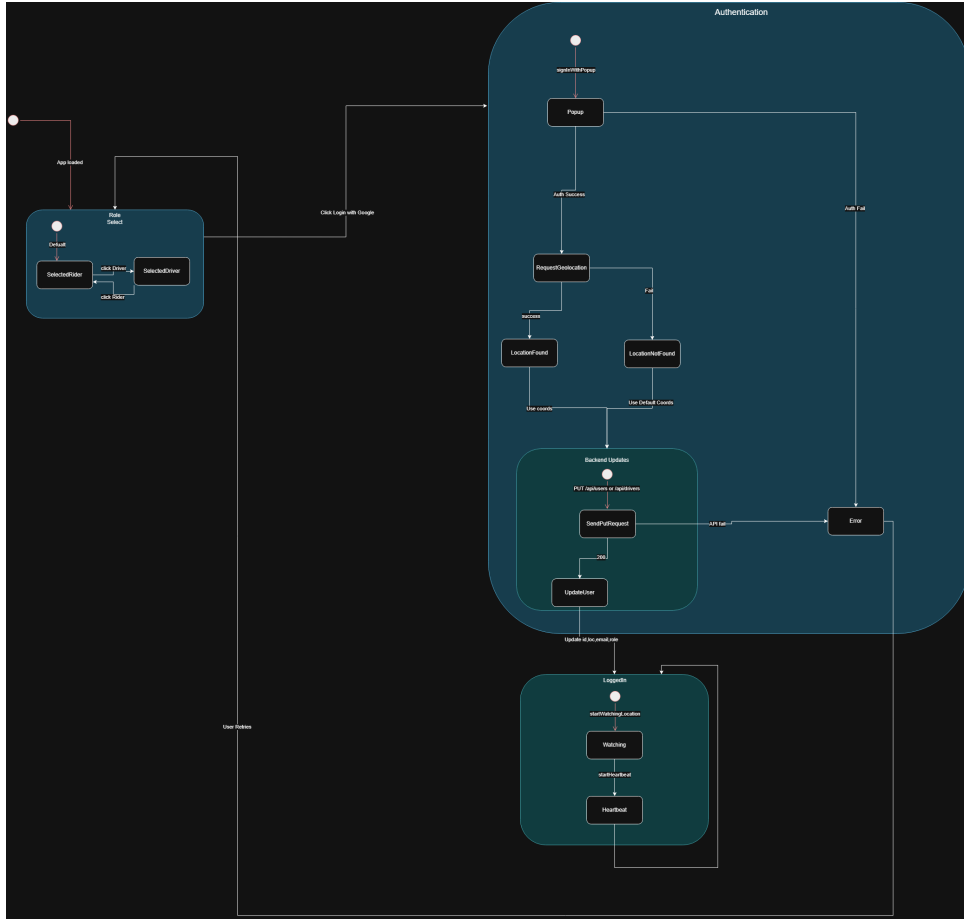 Authentication
signInWithPopup
Popup
App loaded
Auth Success
Auth Fail
Click Login with Google
Role
Select
Defualt
SelectedRider
click Driver
SelectedDriver
click Rider
RequestGeolocation
Fail
success
LocationFound
LocationNotFound
Use coords
Use Default Coords
Backend Updates
PUT /api/users or /api/drivers
SendPutRequest
API fail
Error
200
UpdateUser
Update id,loc,email,role
LoggedIn
startWatchingLocation
Watching
startHeartbeat
Heartbeat
User Retries